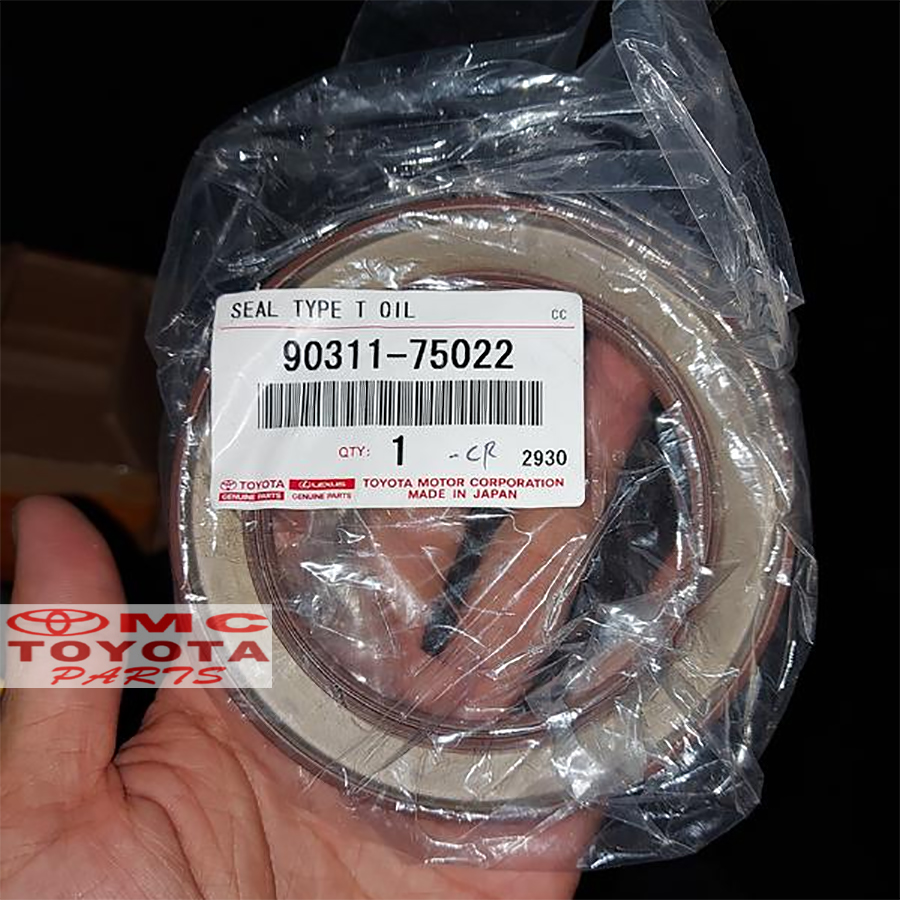 SEAL TYPE T OIL CC
90311-75022
QTY: 1 -CR 2930
TOYOTA LEXUS TOYOTA MOTOR CORPORATION
GENUINE PARTS GENUINE PARTS MADE IN JAPAN
MC
TOYOTA
PARTS